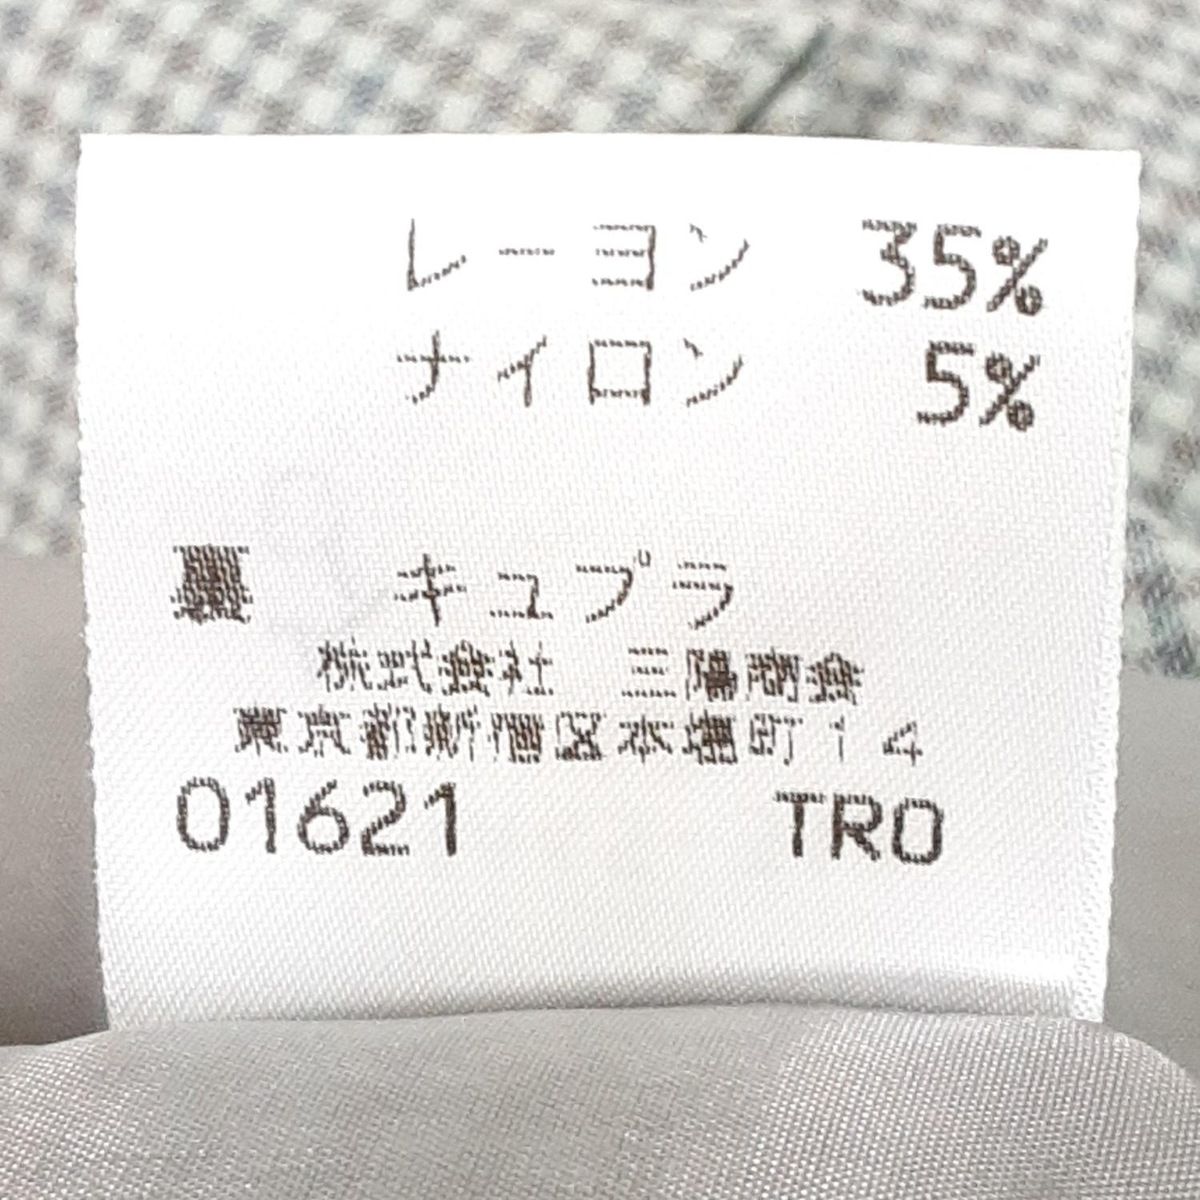 レーヨン 35%
ナイロン 5%
裏 キュプラ
株式会社 三陽商会
東京都新宿区本塩町14
01621 TRO